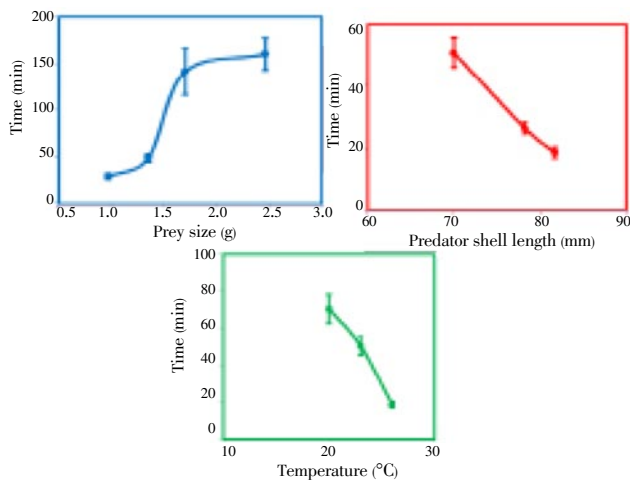 200
150
100
50
0
Time (min)
0.5 1.0 1.5 2.0 2.5 3.0
Prey size (g)
60
40
20
0
Time (min)
60 70 80 90
Predator shell length (mm)
100
80
60
40
20
0
Time (min)
10 20 30
Temperature (°C)